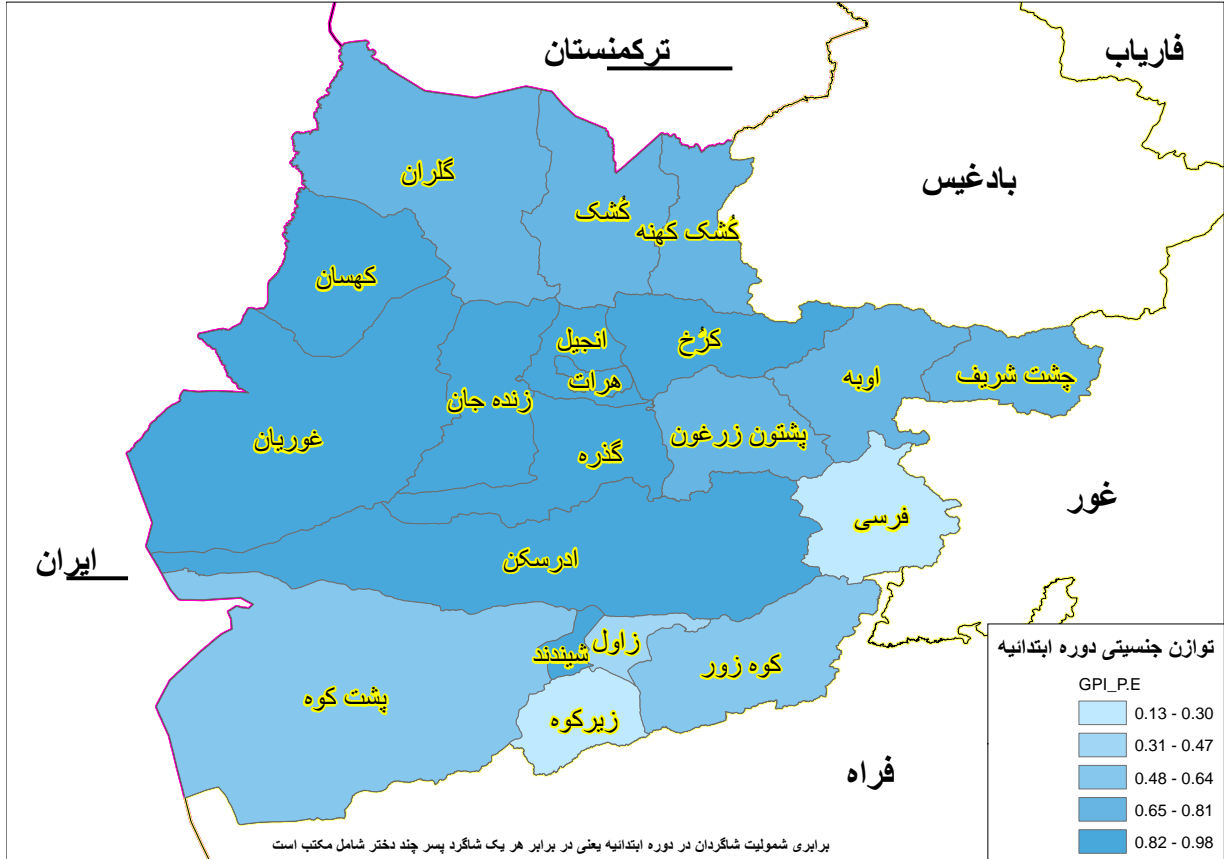 ترکمنستان
فاریاب
بادغیس
گلران
کُشک
کُشک کهنه
کهسان
انجیل
کرُخ
هرات
زنده جان
اوبه
چشت شریف
غوریان
گذره
پشتون زرغون
غور
فرسی
ایران
ادرسکن
زاول
شیندند
کوه زور
پشت کوه
زیرکوه
فراه
توازن جنسیتی دوره ابتدائیه
GPI_P.E
0.13 - 0.30
0.31 - 0.47
0.48 - 0.64
0.65 - 0.81
0.82 - 0.98
برابری شمولیت شاگردان در دوره ابتدائیه یعنی در برابر هر یک شاگرد پسر چند دختر شامل مکتب است